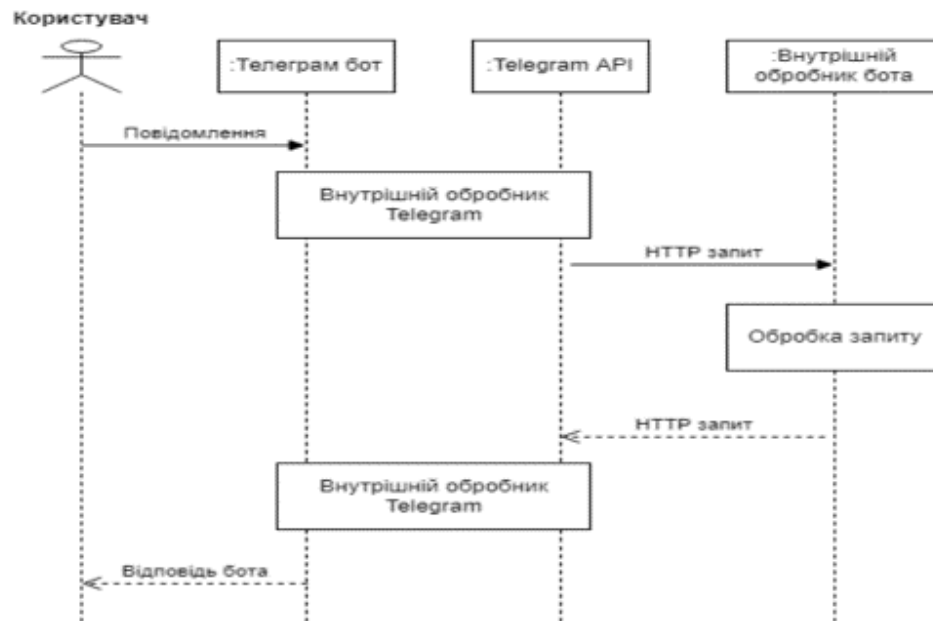 Користувач
:Телеграм бот
:Telegram API
:Внутрішній
обробник бота
Повідомлення
Внутрішній обробник
Telegram
HTTP запит
Обробка запиту
HTTP запит
Внутрішній обробник
Telegram
Відповідь бота